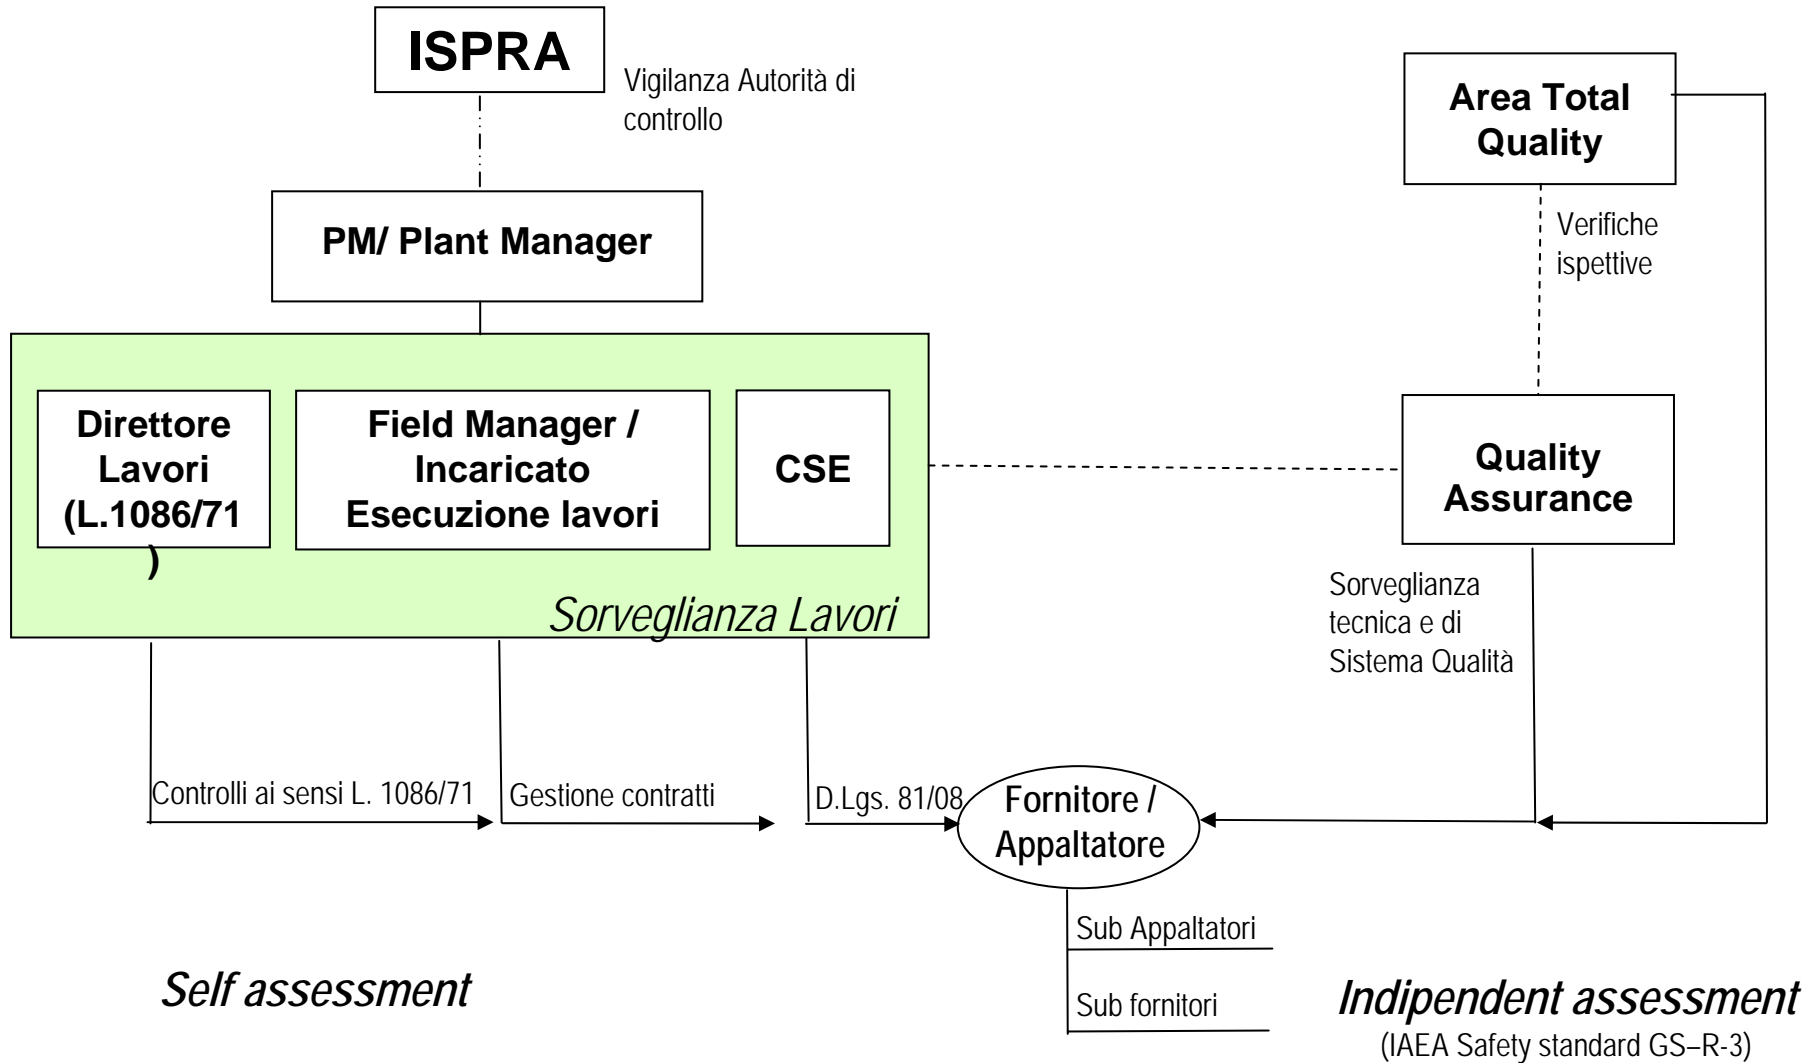 ISPRA
Vigilanza Autorità di
controllo
Area Total
Quality
PM/ Plant Manager
Verifiche
ispettive
Direttore
Lavori
(L.1086/71
)
Field Manager /
Incaricato
Esecuzione lavori
CSE
Quality
Assurance
Sorveglianza Lavori
Sorveglianza
tecnica e di
Sistema Qualità
Controlli ai sensi L. 1086/71
Gestione contratti
D.Lgs. 81/08
Fornitore /
Appaltatore
Sub Appaltatori
Sub fornitori
Self assessment
Indipendent assessment
(IAEA Safety standard GS–R-3)